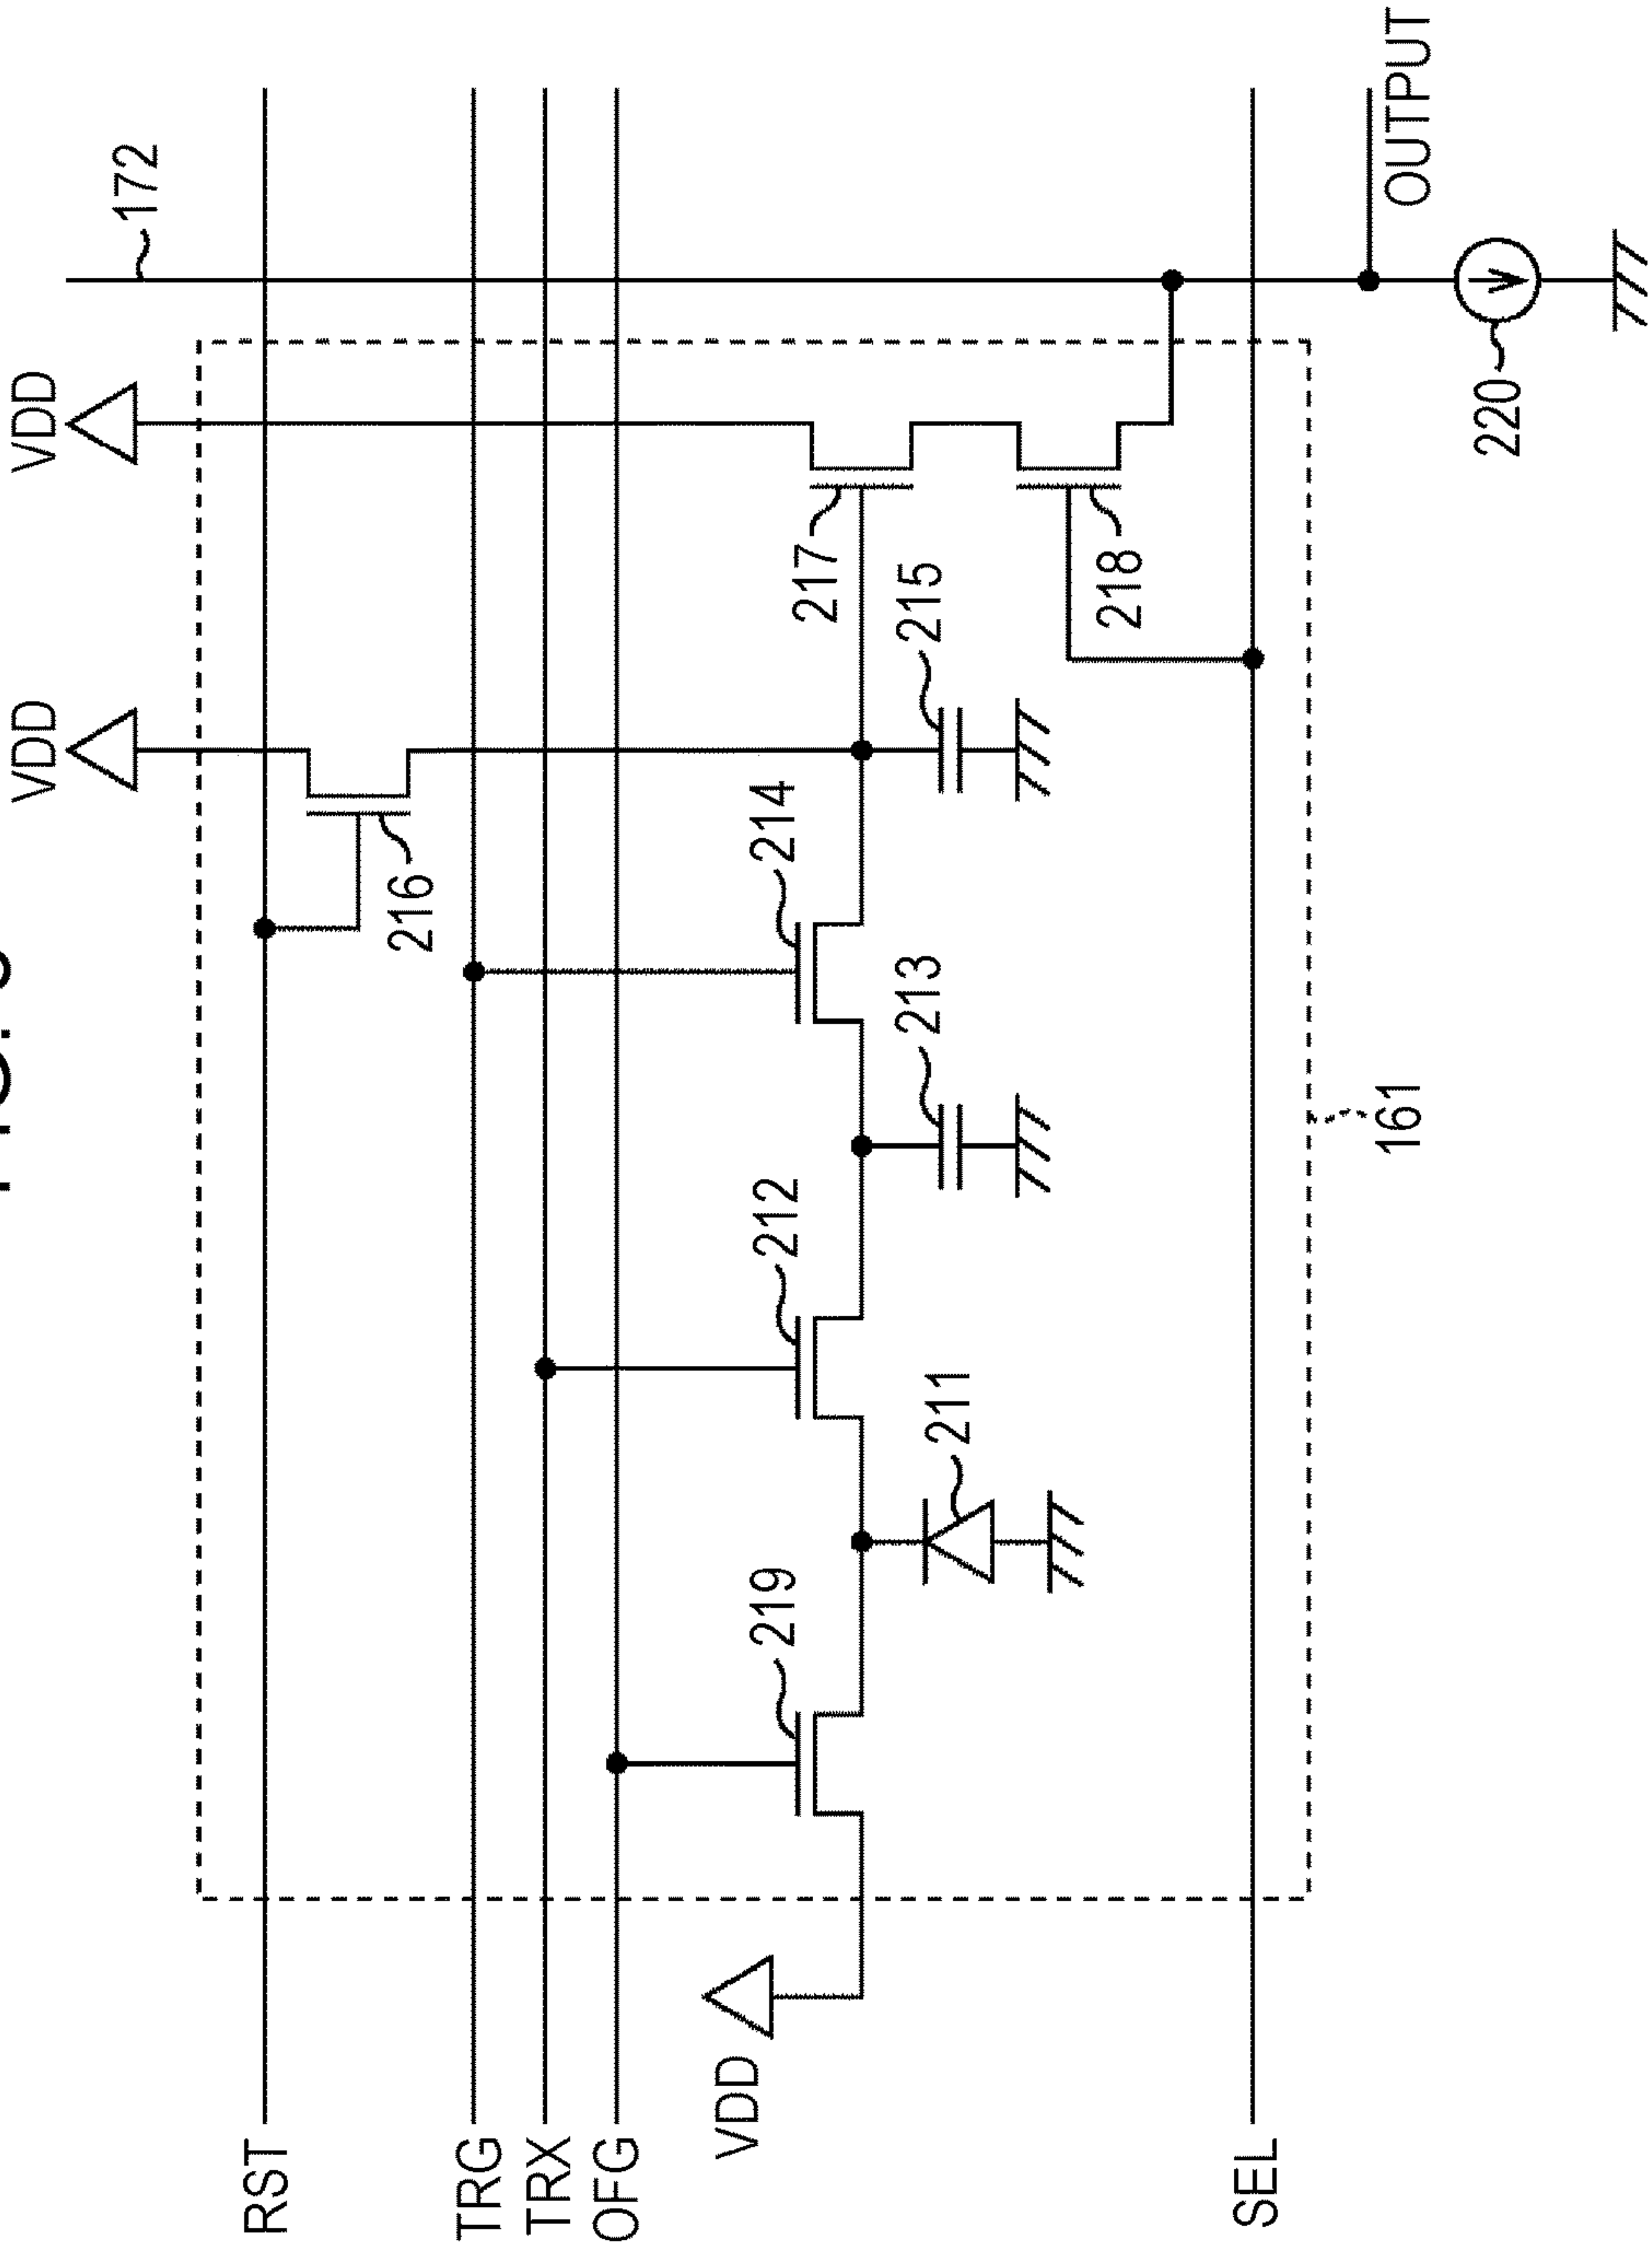 VDD
VDD
172
RST
216
TRG
TRX
OFG
VDD
219
212
214
217
213
215
211
218
SEL
161
OUTPUT
220